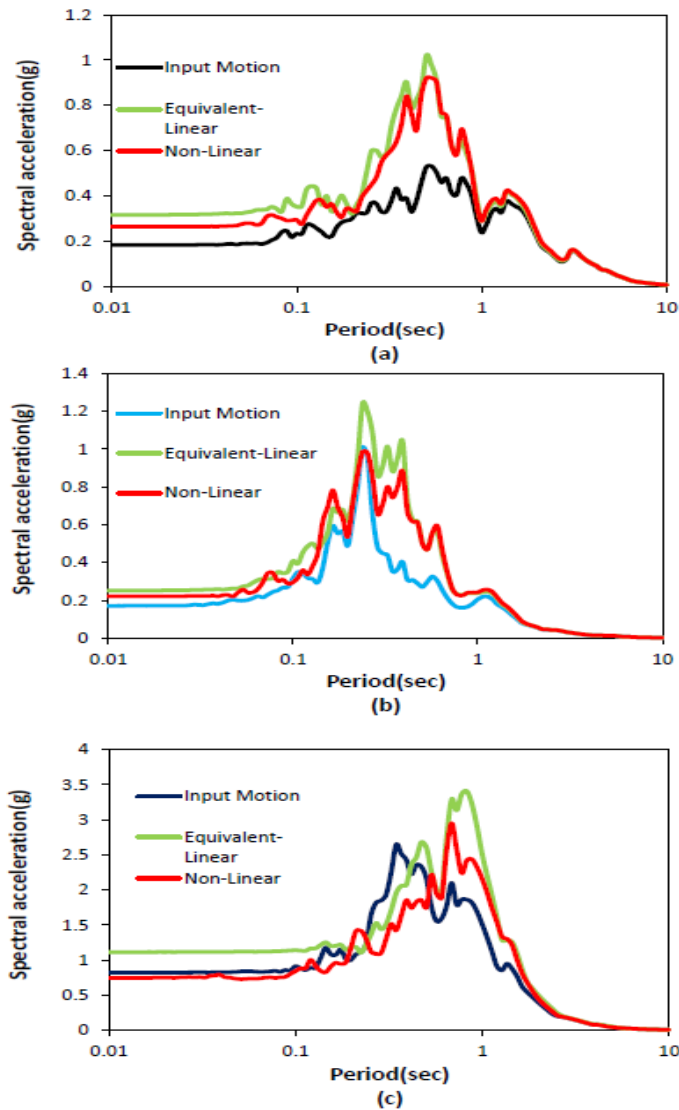 1.2
1
0.8
0.6
0.4
0.2
0
Spectral acceleration(g)
Input Motion
Equivalent-
Linear
Non-Linear
0.01 0.1 1 10
Period(sec)
(a)
1.4
1.2
1
0.8
0.6
0.4
0.2
0
Spectral acceleration(g)
Input Motion
Equivalent-Linear
Non-Linear
0.01 0.1 1 10
Period(sec)
(b)
4
3.5
3
2.5
2
1.5
1
0.5
0
Spectral acceleration(g)
Input Motion
Equivalent-
Linear
Non-Linear
0.01 0.1 1 10
Period(sec)
(c)